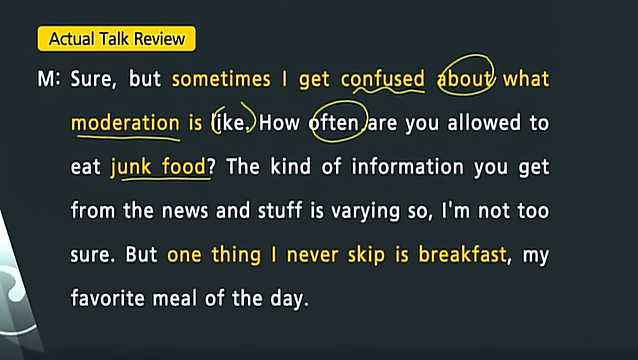 Actual Talk Review
M: Sure, but sometimes I get confused about what
moderation is like. How often are you allowed to
eat junk food? The kind of information you get
from the news and stuff is varying so, I'm not too
sure. But one thing I never skip is breakfast, my
favorite meal of the day.